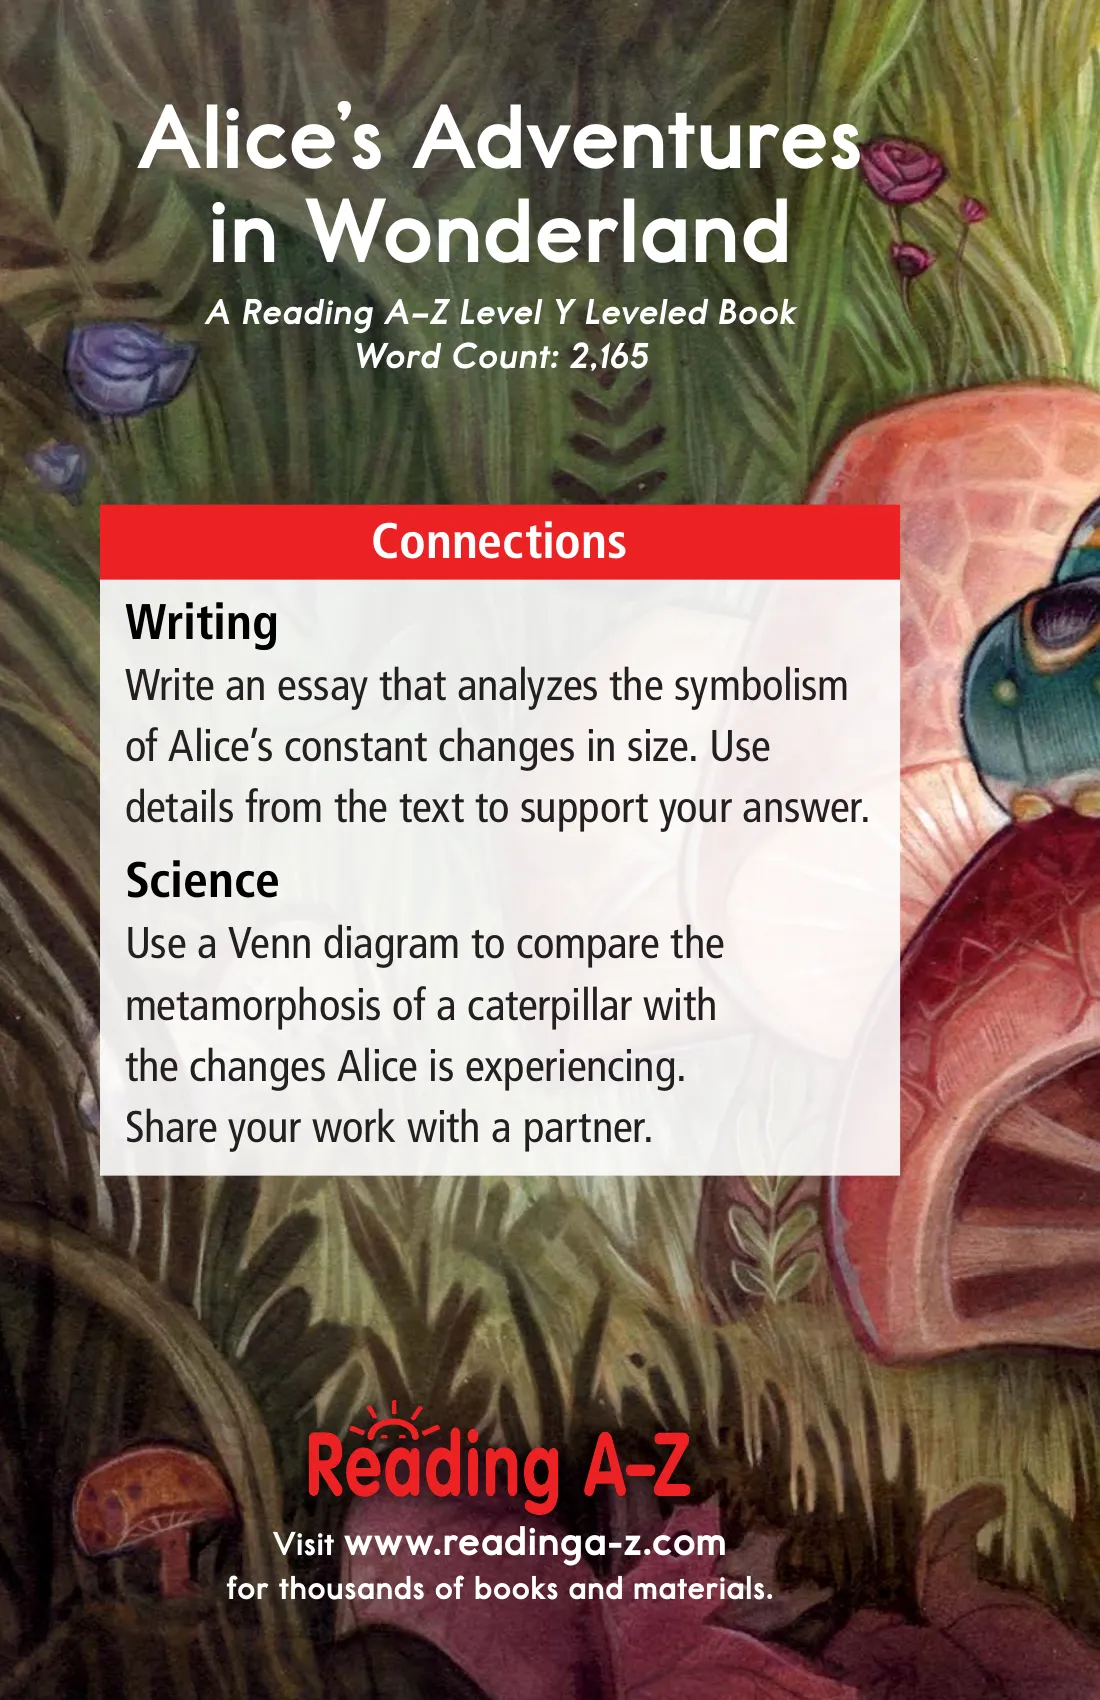 Alice’s Adventures
in Wonderland
A Reading A–Z Level Y Leveled Book
Word Count: 2,165
Connections
Writing
Write an essay that analyzes the symbolism
of Alice’s constant changes in size. Use
details from the text to support your answer.
Science
Use a Venn diagram to compare the
metamorphosis of a caterpillar with
the changes Alice is experiencing.
Share your work with a partner.
Reading A–Z
Visit www.readinga-z.com
for thousands of books and materials.